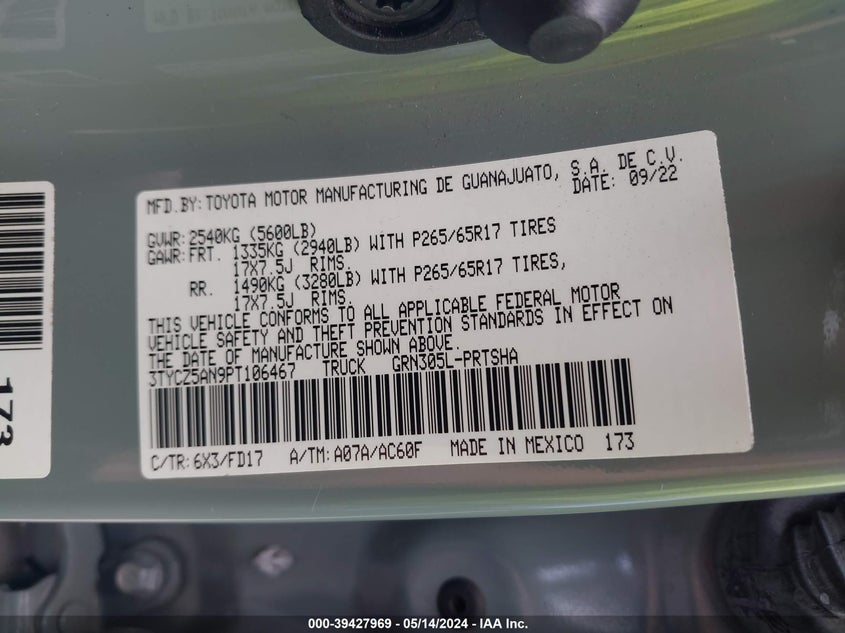 MFD.BY: TOYOTA MOTOR MANUFACTURING DE GUANAJUATO, S.A. DE C.V.
DATE: 09/22
GVWR: 2540KG (5600LB)
GAWR: FRT. 1335KG (2940LB) WITH P265/65R17 TIRES
17X7.5J RIMS.
RR. 1490KG (3280LB) WITH P265/65R17 TIRES,
17X7.5J RIMS.
THIS VEHICLE CONFORMS TO ALL APPLICABLE FEDERAL MOTOR
VEHICLE SAFETY AND THEFT PREVENTION STANDARDS IN EFFECT ON
THE DATE OF MANUFACTURE SHOWN ABOVE.
3TYCZ5AN9PT106467 TRUCK GRN305L-PRTSHA
C/TR: 6X3/FD17 A/TM: A07A/AC60F MADE IN MEXICO 173
173
000-39427969 - 05/14/2024 - IAA Inc.